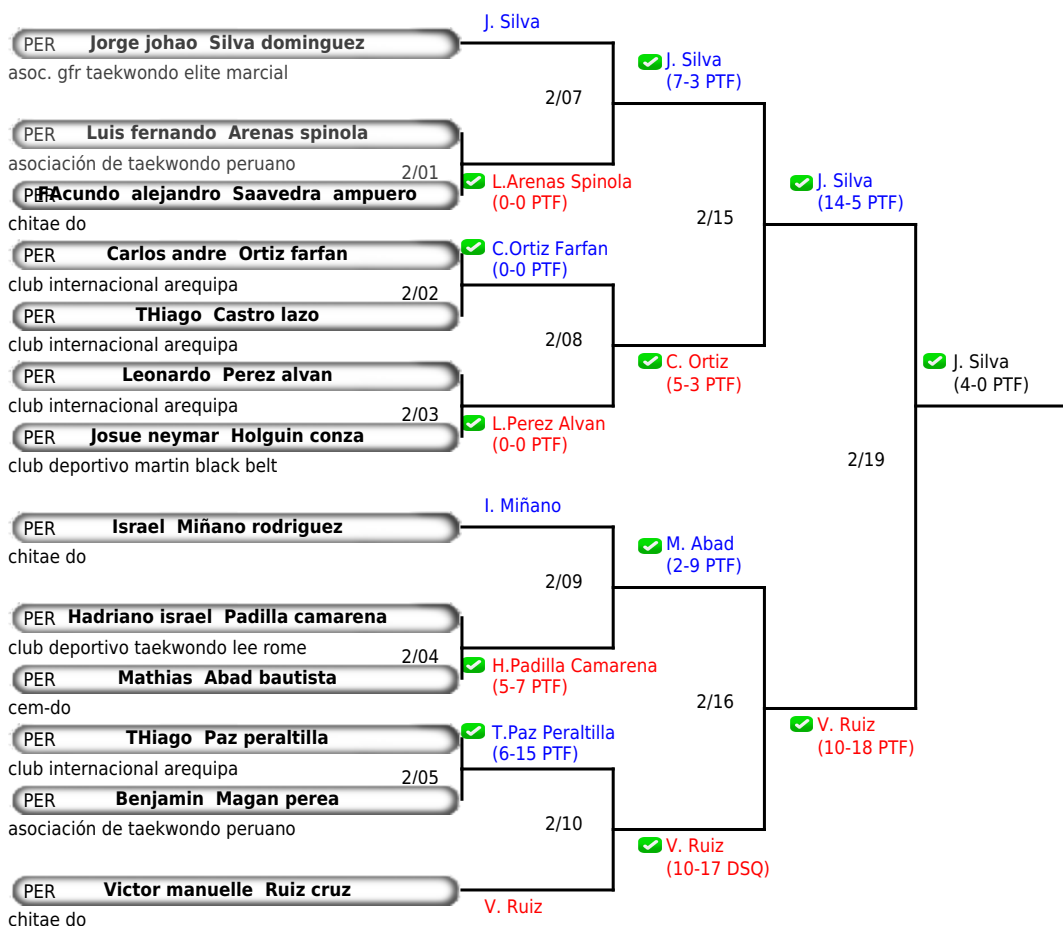 J. Silva
PER Jorge johao Silva dominguez
asoc. gfr taekwondo elite marcial
J. Silva
(7-3 PTF)
2/07
PER Luis fernando Arenas spinola
asociación de taekwondo peruano
2/01
L.Arenas Spinola
(0-0 PTF)
PER FAcundo alejandro Saavedra ampuero
chitae do
J. Silva
(14-5 PTF)
2/15
PER Carlos andre Ortiz farfan
club internacional arequipa
C.Ortiz Farfan
(0-0 PTF)
2/02
PER THiago Castro lazo
club internacional arequipa
2/08
C. Ortiz
(5-3 PTF)
J. Silva
(4-0 PTF)
PER Leonardo Perez alvan
club internacional arequipa
2/03
L.Perez Alvan
(0-0 PTF)
PER Josue neymar Holguin conza
club deportivo martin black belt
2/19
I. Miñano
PER Israel Miñano rodriguez
chitae do
M. Abad
(2-9 PTF)
2/09
PER Hadriano israel Padilla camarena
club deportivo taekwondo lee rome
2/04
H.Padilla Camarena
(5-7 PTF)
PER Mathias Abad bautista
cem-do
2/16
V. Ruiz
(10-18 PTF)
PER THiago Paz peraltilla
club internacional arequipa
T.Paz Peraltilla
(6-15 PTF)
2/05
PER Benjamin Magan perea
asociación de taekwondo peruano
2/10
V. Ruiz
(10-17 DSQ)
PER Victor manuelle Ruiz cruz
chitae do
V. Ruiz